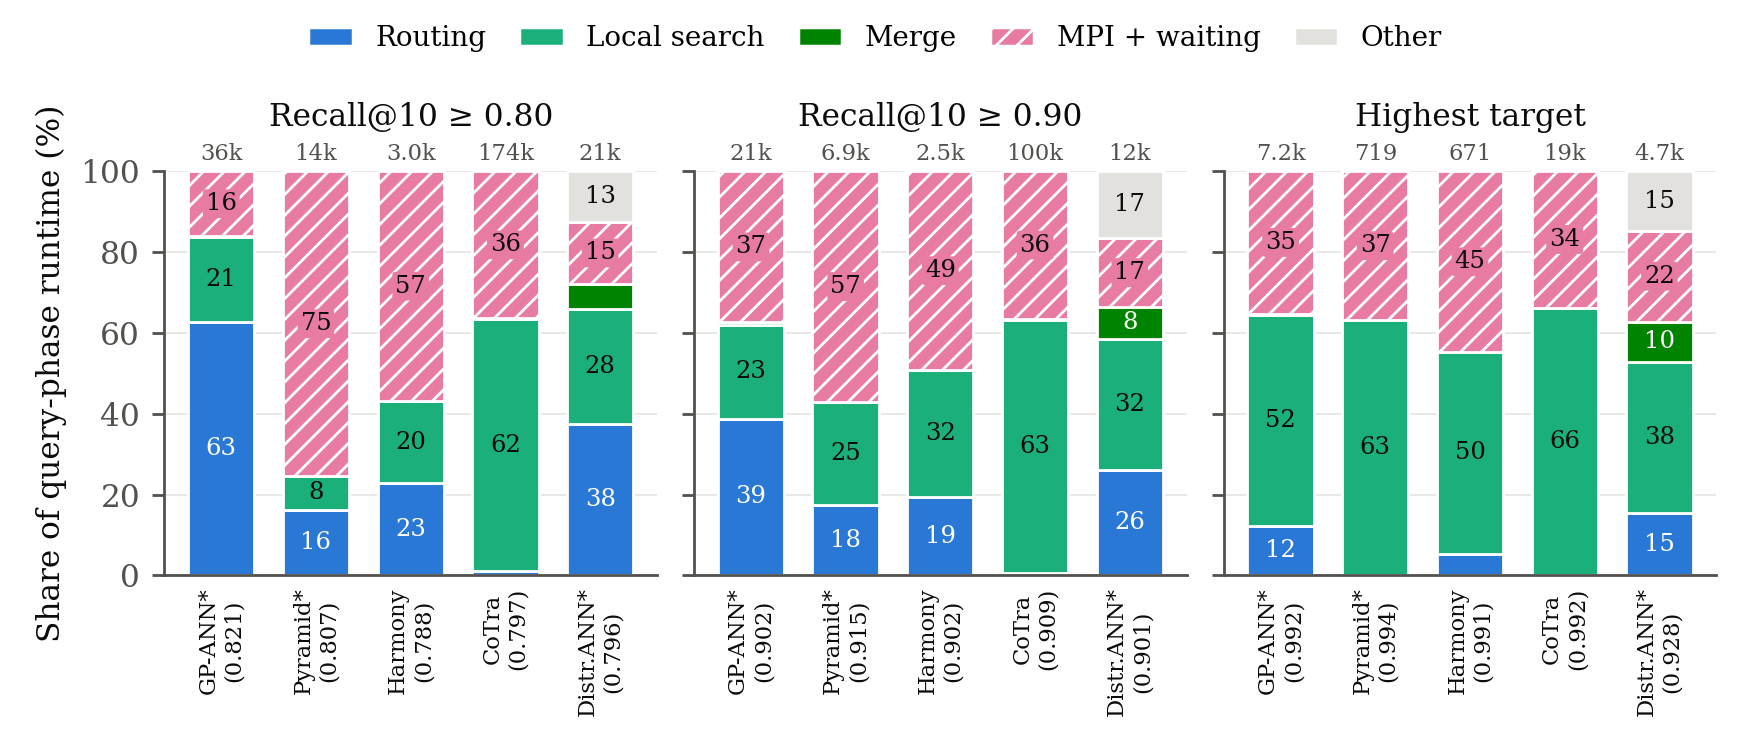 Routing Local search Merge MPI + waiting Other
Recall@10 ≥ 0.80 Recall@10 ≥ 0.90 Highest target
36k 14k 3.0k 174k 21k 21k 6.9k 2.5k 100k 12k 7.2k 719 671 19k 4.7k
Share of query-phase runtime (%)
100
80
60
40
20
0
16 21 63
75 8 16
57 20 23
36 62
13 15 28 38
37 23 39
57 25 18
49 32 19
36 63
17 17 8 32 26
35 52 12
37 63
45 50
34 66
15 22 10 38 15
GP-ANN*
(0.821)
Pyramid*
(0.807)
Harmony
(0.788)
CoTra
(0.797)
Distr.ANN*
(0.796)
GP-ANN*
(0.902)
Pyramid*
(0.915)
Harmony
(0.902)
CoTra
(0.909)
Distr.ANN*
(0.901)
GP-ANN*
(0.992)
Pyramid*
(0.994)
Harmony
(0.991)
CoTra
(0.992)
Distr.ANN*
(0.928)